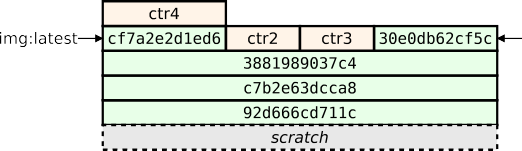 ctr4
img:latest cf7a2e2d1ed6 ctr2 ctr3 30e0db62cf5c
3881989037c4
c7b2e63dcca8
92d666cd711c
scratch